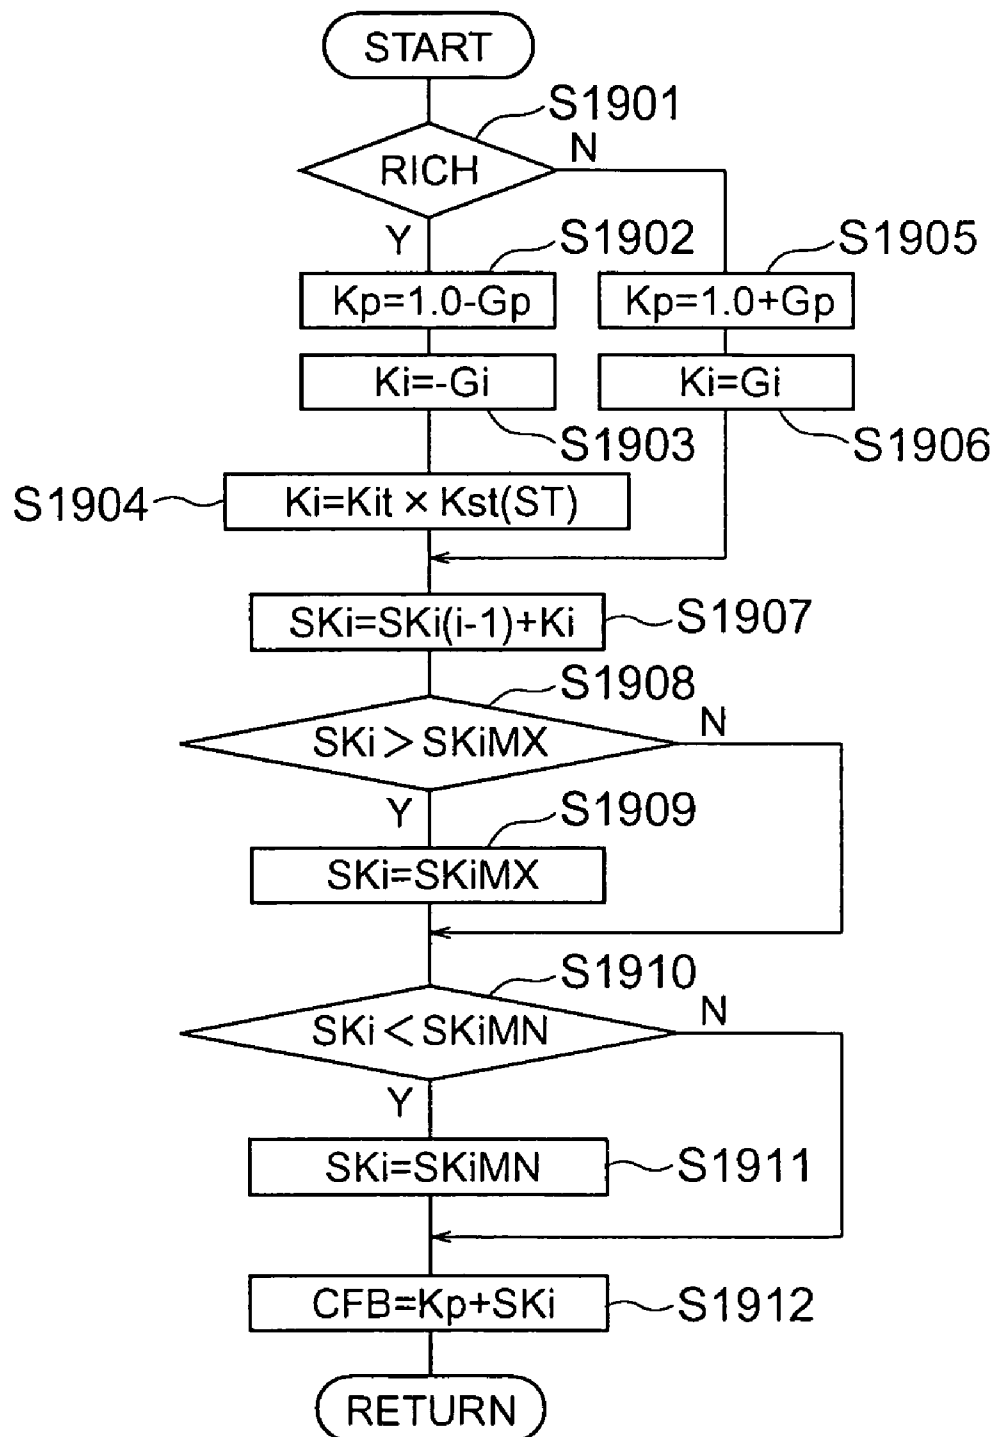 START
S1901
RICH
N
Y
S1902
S1905
Kp=1.0-Gp
Kp=1.0+Gp
Ki=-Gi
Ki=Gi
S1903
S1906
S1904
Ki=Kit × Kst(ST)
SKi=SKi(i-1)+Ki
S1907
S1908
SKi > SKiMX
N
Y
S1909
SKi=SKiMX
S1910
SKi < SKiMN
N
Y
SKi=SKiMN
S1911
CFB=Kp+SKi
S1912
RETURN